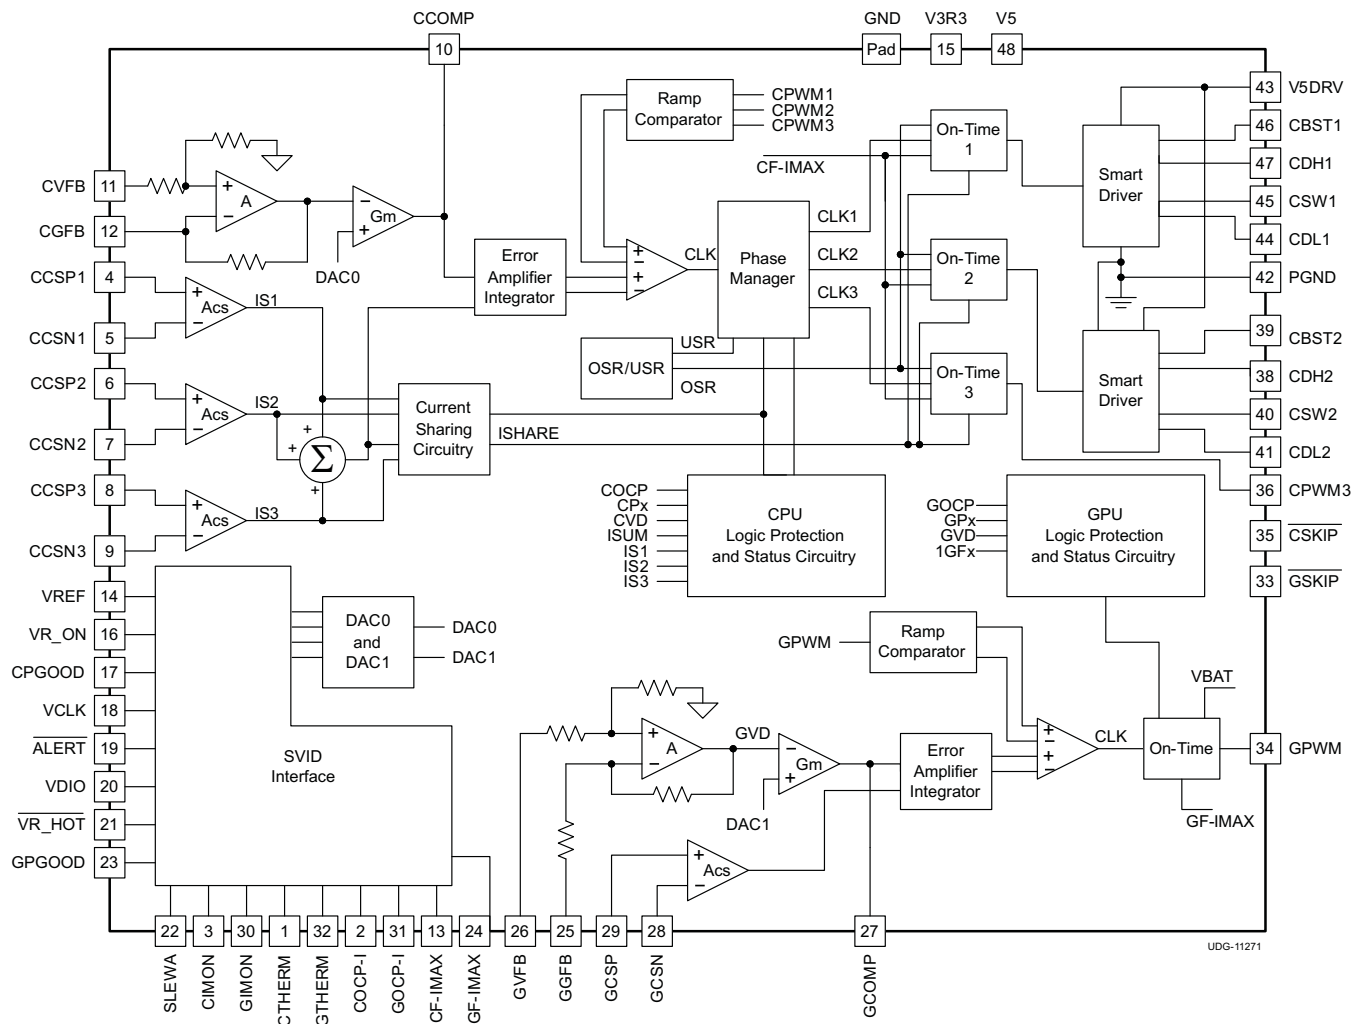 CCOMP
GND
V3R3
V5
10
Pad
15
48
43
V5DRV
Ramp
Comparator
CPWM1
CPWM2
CPWM3
CF-IMAX
On-Time
1
46
CBST1
47
CDH1
Smart
Driver
45
CSW1
44
CDL1
42
PGND
CVFB
11
+
−
A
−
+
Gm
CGFB
12
DAC0
CCSP1
4
+
−
Acs
IS1
CCSN1
5
Error
Amplifier
Integrator
+
−
+
−
CLK
Phase
Manager
CLK1
CLK2
CLK3
On-Time
2
USR
OSR/USR
OSR
On-Time
3
Smart
Driver
39
CBST2
38
CDH2
40
CSW2
41
CDL2
36
CPWM3
CCSP2
6
+
−
Acs
IS2
CCSN2
7
+
+
Σ
+
Current
Sharing
Circuitry
ISHARE
CCSP3
8
+
−
Acs
IS3
CCSN3
9
COCP
CPx
CVD
ISUM
IS1
IS2
IS3
CPU
Logic Protection
and Status Circuitry
GOCP
GPx
GVD
1GFx
GPU
Logic Protection
and Status Circuitry
35
CSKIP
33
GSKIP
VREF
14
VR_ON
16
CPGOOD
17
VCLK
18
ALERT
19
VDIO
20
VR_HOT
21
GPGOOD
23
DAC0
and
DAC1
DAC0
DAC1
SVID
Interface
GPWM
Ramp
Comparator
VBAT
+
−
A
GVD
−
+
Gm
DAC1
Error
Amplifier
Integrator
+
−
+
−
CLK
On-Time
34
GPWM
GF-IMAX
+
−
Acs
22
3
30
1
32
2
31
13
24
26
25
29
28
27
UDG-11271
SLEWA
CIMON
GIMON
CTHERM
GTHERM
COCP-I
GOCP-I
CF-IMAX
GF-IMAX
GVFB
GGFB
GCSP
GCSN
GCOMP